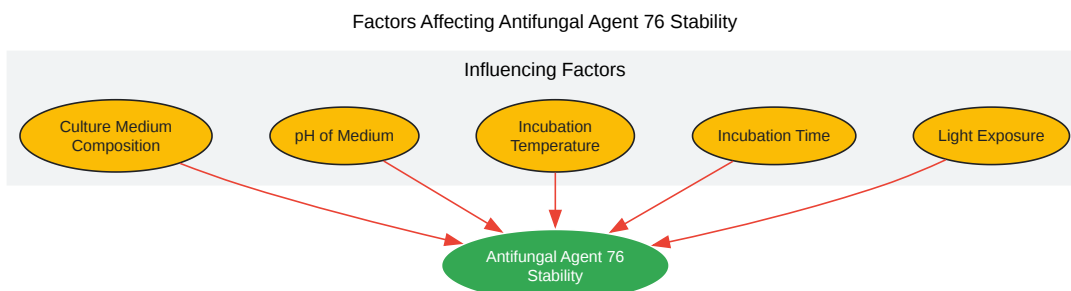 Factors Affecting Antifungal Agent 76 Stability
Influencing Factors
Culture Medium
Composition
pH of Medium
Incubation
Temperature
Incubation Time
Light Exposure
Antifungal Agent 76
Stability